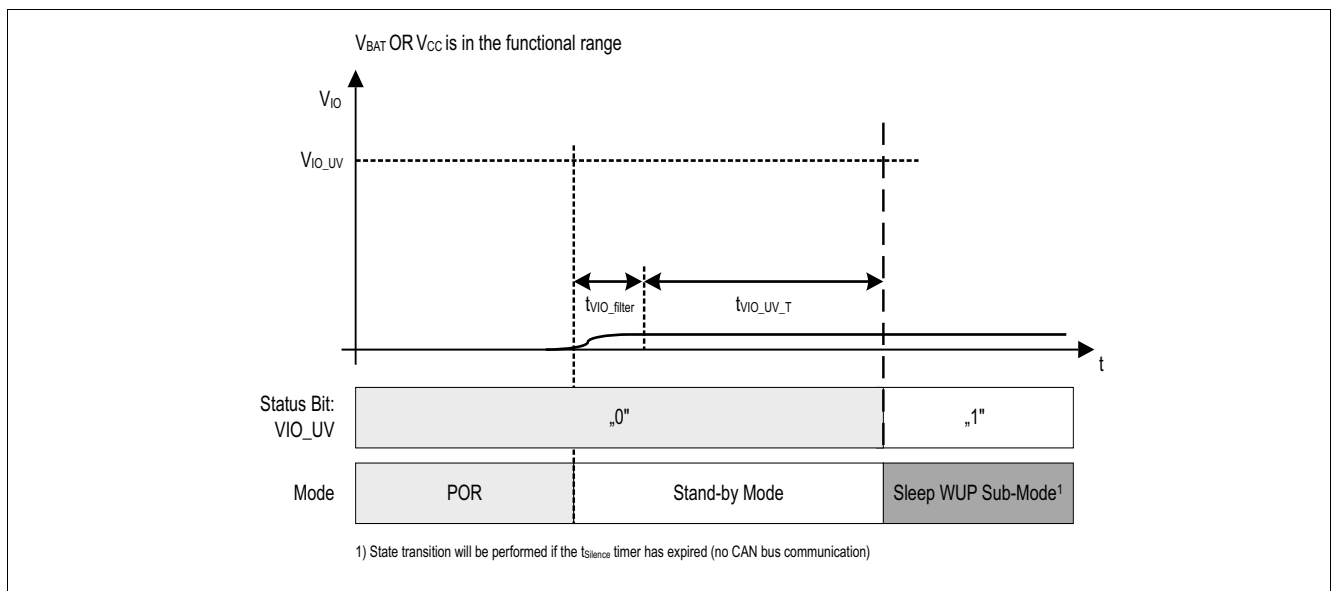 VBAT OR VCC is in the functional range
VIO
VIO_UV
tVIO_filter
tVIO_UV_T
t
Status Bit:
VIO_UV
„0"
„1"
Mode
POR
Stand-by Mode
Sleep WUP Sub-Mode1
1) State transition will be performed if the tSilence timer has expired (no CAN bus communication)